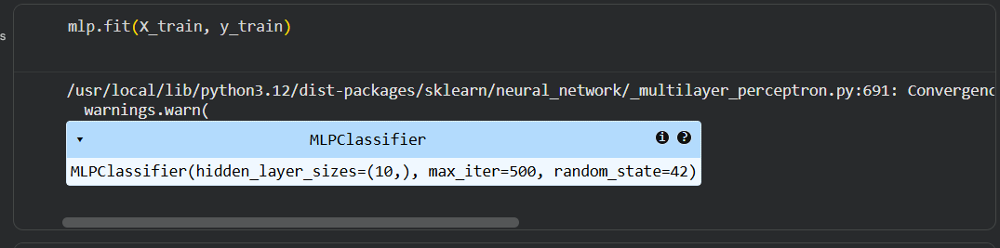 s
mlp.fit(X_train, y_train)
/usr/local/lib/python3.12/dist-packages/sklearn/neural_network/_multilayer_perceptron.py:691: Convergenc
warnings.warn(
▾ MLPClassifier i ?
MLPClassifier(hidden_layer_sizes=(10,), max_iter=500, random_state=42)